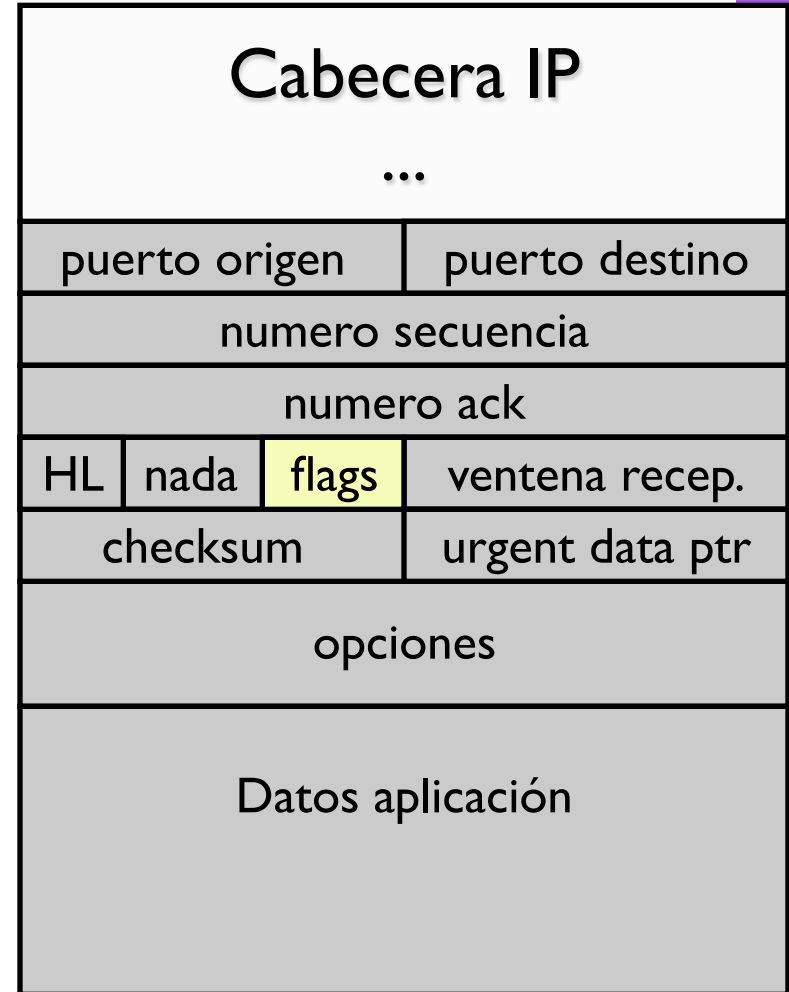 Cabecera IP
...
puerto origen puerto destino
numero secuencia
numero ack
HL nada flags ventena recep.
checksum urgent data ptr
opciones
Datos aplicación